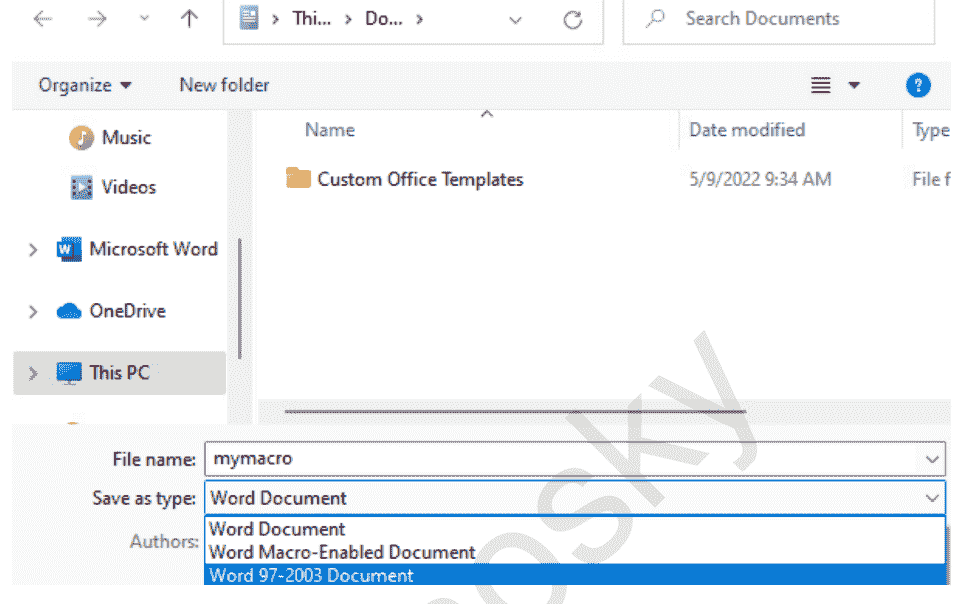 Thi... Do... Search Documents
Organize New folder ?
Name Date modified Type
Music
Custom Office Templates 5/9/2022 9:34 AM File f
Videos
Microsoft Word
OneDrive
This PC
File name: mymacro
Save as type: Word Document
Word Document
Authors:
Word Macro-Enabled Document
Word 97-2003 Document
osky